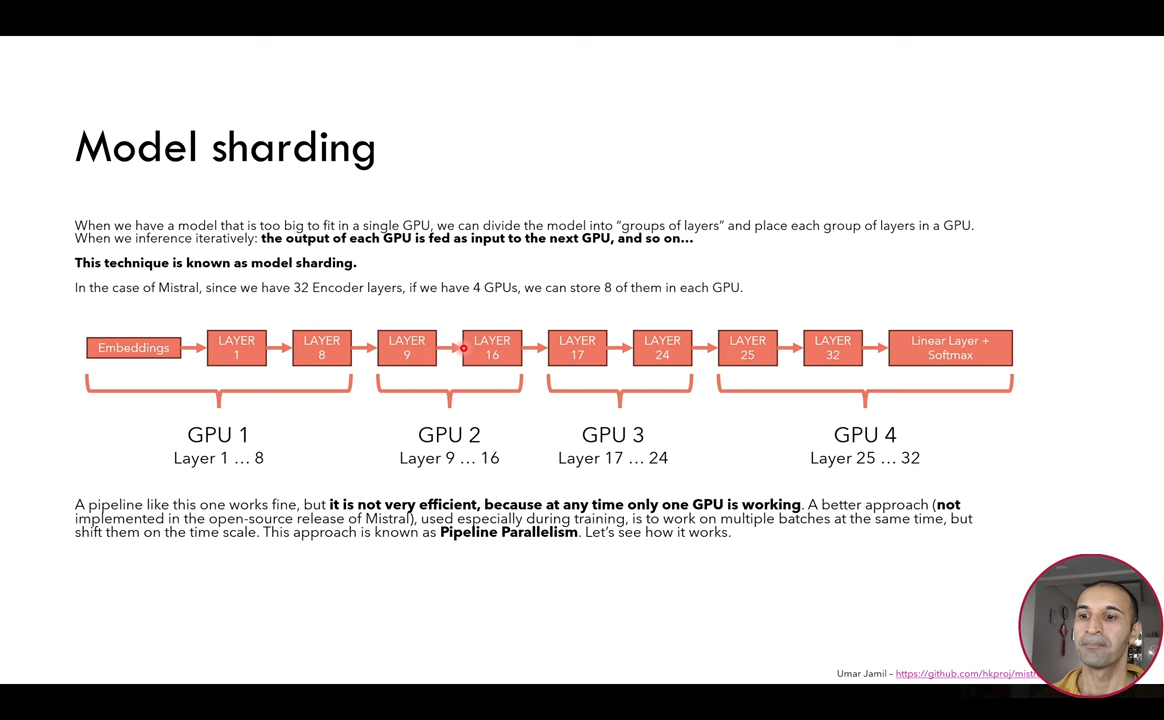 Model sharding
When we have a model that is too big to fit in a single GPU, we can divide the model into “groups of layers” and place each group of layers in a GPU.
When we inference iteratively: the output of each GPU is fed as input to the next GPU, and so on…
This technique is known as model sharding.
In the case of Mistral, since we have 32 Encoder layers, if we have 4 GPUs, we can store 8 of them in each GPU.
Embeddings
LAYER
1
LAYER
8
LAYER
9
LAYER
16
LAYER
17
LAYER
24
LAYER
25
LAYER
32
Linear Layer +
Softmax
GPU 1
Layer 1 … 8
GPU 2
Layer 9 … 16
GPU 3
Layer 17 … 24
GPU 4
Layer 25 … 32
A pipeline like this one works fine, but it is not very efficient, because at any time only one GPU is working. A better approach (not
implemented in the open-source release of Mistral), used especially during training, is to work on multiple batches at the same time, but
shift them on the time scale. This approach is known as Pipeline Parallelism. Let’s see how it works.
Umar Jamil – https://github.com/hkproj/mist